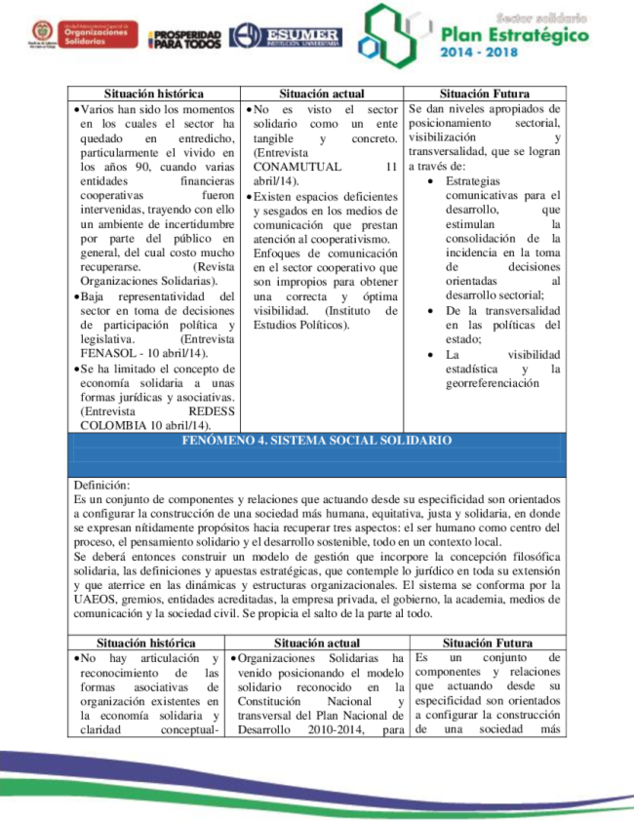 Unidad Administrativa Especial de
Organizaciones
Solidarias
PROSPERIDAD
PARA TODOS
ESUMER
INSTITUCIÓN UNIVERSITARIA
Sector solidario
Plan Estratégico
2014 - 2018
Situación histórica
•Varios han sido los momentos
en los cuales el sector ha
quedado en entredicho,
particularmente el vivido en
los años 90, cuando varias
entidades financieras
cooperativas fueron
intervenidas, trayendo con ello
un ambiente de incertidumbre
por parte del público en
general, del cual costo mucho
recuperarse. (Revista
Organizaciones Solidarias).
•Baja representatividad del
sector en toma de decisiones
de participación política y
legislativa. (Entrevista
FENASOL - 10 abril/14).
•Se ha limitado el concepto de
economía solidaria a unas
formas jurídicas y asociativas.
(Entrevista REDESS
COLOMBIA 10 abril/14).
Situación actual
•No es visto el sector
solidario como un ente
tangible y concreto.
(Entrevista
CONAMUTUAL 11
abril/14).
•Existen espacios deficientes
y sesgados en los medios de
comunicación que prestan
atención al cooperativismo.
Enfoques de comunicación
en el sector cooperativo que
son impropios para obtener
una correcta y óptima
visibilidad. (Instituto de
Estudios Políticos).
Situación Futura
Se dan niveles apropiados de
posicionamiento sectorial,
visibilización y
transversalidad, que se logran
a través de:
• Estrategias
comunicativas para el
desarrollo, que
estimulan la
consolidación de la
incidencia en la toma
de decisiones
orientadas al
desarrollo sectorial;
• De la transversalidad
en las políticas del
estado;
• La visibilidad
estadística y la
georreferenciación
FENÓMENO 4. SISTEMA SOCIAL SOLIDARIO
Definición:
Es un conjunto de componentes y relaciones que actuando desde su especificidad son orientados
a configurar la construcción de una sociedad más humana, equitativa, justa y solidaria, en donde
se expresan nítidamente propósitos hacia recuperar tres aspectos: el ser humano como centro del
proceso, el pensamiento solidario y el desarrollo sostenible, todo en un contexto local.
Se deberá entonces construir un modelo de gestión que incorpore la concepción filosófica
solidaria, las definiciones y apuestas estratégicas, que contemple lo jurídico en toda su extensión
y que aterrice en las dinámicas y estructuras organizacionales. El sistema se conforma por la
UAEOS, gremios, entidades acreditadas, la empresa privada, el gobierno, la academia, medios de
comunicación y la sociedad civil. Se propicia el salto de la parte al todo.
Situación histórica
•No hay articulación y
reconocimiento de las
formas asociativas de
organización existentes en
la economía solidaria y
claridad conceptual-
Situación actual
•Organizaciones Solidarias ha
venido posicionando el modelo
solidario reconocido en la
Constitución Nacional y
transversal del Plan Nacional de
Desarrollo 2010-2014, para
Situación Futura
Es un conjunto de
componentes y relaciones
que actuando desde su
especificidad son orientados
a configurar la construcción
de una sociedad más